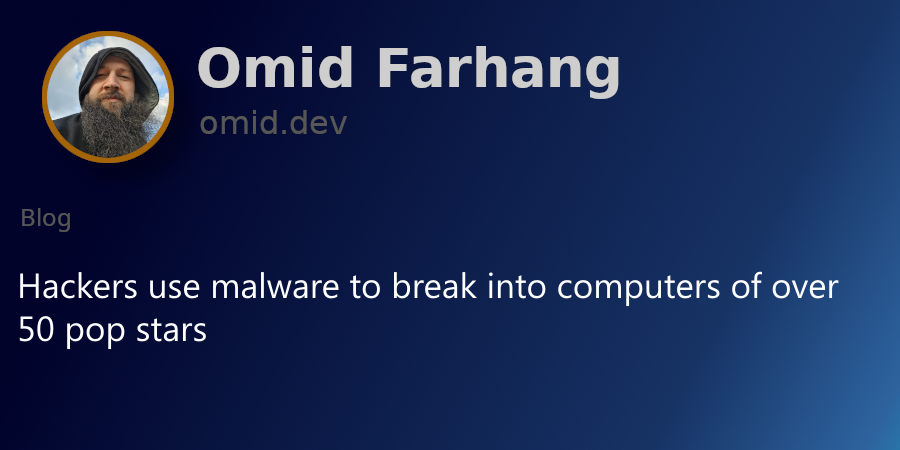 Omid Farhang
omid.dev
Blog
Hackers use malware to break into computers of over
50 pop stars